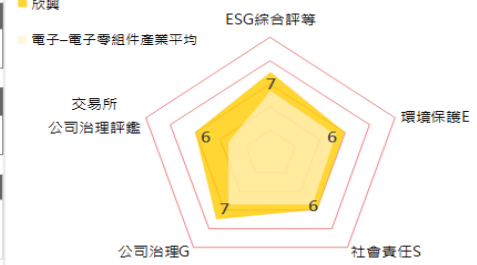 欣興
電子–電子零組件產業平均
ESG綜合評等
7
交易所
公司治理評鑑
6
6
環境保護E
7
6
公司治理G
社會責任S